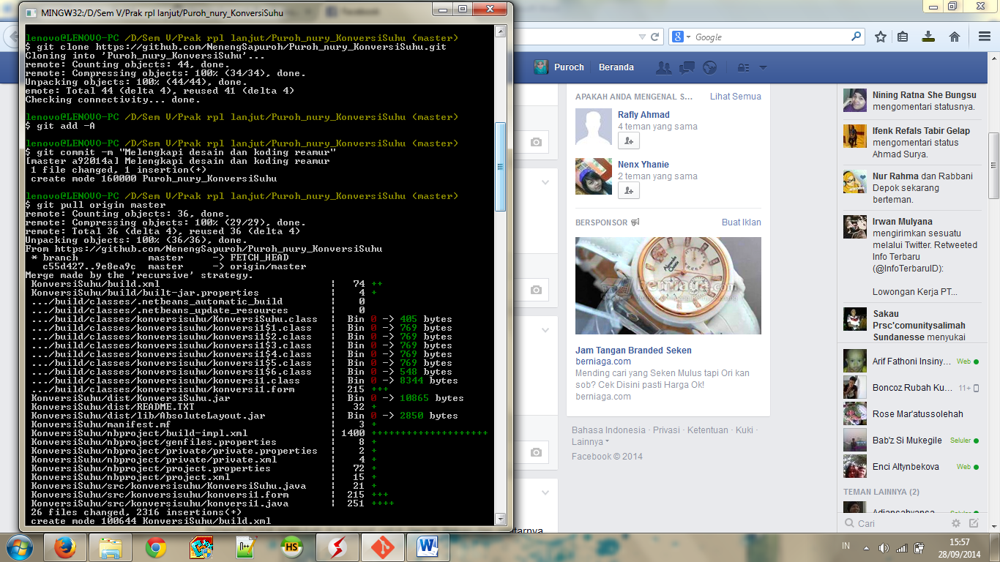 MINGW32:/D/Sem V/Prak rpl lanjut/Puroh_nury_KonversiSuhu
lenovo@LENOVO-PC /D/Sem V/Prak rpl lanjut/Puroh_nury_KonversiSuhu (master)
$ git clone https://github.com/NenengSapuroh/Puroh_nury_KonversiSuhu.git
Cloning into 'Puroh_nury_KonversiSuhu'...
remote: Counting objects: 44, done.
remote: Compressing objects: 100% (34/34), done.
Unpacking objects: 100% (44/44), done.
emote: Total 44 (delta 4), reused 41 (delta 4)
Checking connectivity... done.
lenovo@LENOVO-PC /D/Sem V/Prak rpl lanjut/Puroh_nury_KonversiSuhu (master)
$ git add -A
lenovo@LENOVO-PC /D/Sem V/Prak rpl lanjut/Puroh_nury_KonversiSuhu (master)
$ git commit -m "Melengkapi desain dan koding reamur"
[master a92014a] Melengkapi desain dan koding reamur
1 file changed, 1 insertion(+)
create mode 160000 Puroh_nury_KonversiSuhu
lenovo@LENOVO-PC /D/Sem V/Prak rpl lanjut/Puroh_nury_KonversiSuhu (master)
$ git pull origin master
remote: Counting objects: 36, done.
remote: Compressing objects: 100% (29/29), done.
remote: Total 36 (delta 4), reused 36 (delta 4)
Unpacking objects: 100% (36/36), done.
From https://github.com/NenengSapuroh/Puroh_nury_KonversiSuhu
* branch master -> FETCH_HEAD
c55d427..9e8ea9c master -> origin/master
Merge made by the 'recursive' strategy.
KonversiSuhu/build.xml | 74 ++
KonversiSuhu/build/built-jar.properties | 4 +
.../build/classes/.netbeans_automatic_build | 0
.../build/classes/.netbeans_update_resources | 0
.../build/classes/konversisuhu/KonversiSuhu.class | Bin 0 -> 405 bytes
.../build/classes/konversisuhu/konversi1$1.class | Bin 0 -> 769 bytes
.../build/classes/konversisuhu/konversi1$2.class | Bin 0 -> 769 bytes
.../build/classes/konversisuhu/konversi1$3.class | Bin 0 -> 769 bytes
.../build/classes/konversisuhu/konversi1$4.class | Bin 0 -> 769 bytes
.../build/classes/konversisuhu/konversi1$5.class | Bin 0 -> 769 bytes
.../build/classes/konversisuhu/konversi1$6.class | Bin 0 -> 548 bytes
.../build/classes/konversisuhu/konversi1.class | Bin 0 -> 8344 bytes
.../build/classes/konversisuhu/konversi1.form | 215 +++
KonversiSuhu/dist/KonversiSuhu.jar | Bin 0 -> 10865 bytes
KonversiSuhu/dist/README.TXT | 32 +
KonversiSuhu/dist/lib/AbsoluteLayout.jar | Bin 0 -> 2850 bytes
KonversiSuhu/manifest.mf | 3 +
KonversiSuhu/nbproject/build-impl.xml | 1400 ++++++++++++++++++++
KonversiSuhu/nbproject/genfiles.properties | 8 +
KonversiSuhu/nbproject/private/private.properties | 2 +
KonversiSuhu/nbproject/private/private.xml | 4 +
KonversiSuhu/nbproject/project.properties | 72 +
KonversiSuhu/nbproject/project.xml | 15 +
KonversiSuhu/src/konversisuhu/KonversiSuhu.java | 21 +
KonversiSuhu/src/konversisuhu/konversi1.form | 215 +++
KonversiSuhu/src/konversisuhu/konversi1.java | 251 ++++
26 files changed, 2316 insertions(+)
create mode 100644 KonversiSuhu/build.xml
Google
Puroch Beranda
APAKAH ANDA MENGENAL S... Lihat Semua
Rafly Ahmad
4 teman yang sama
Nenx Yhanie
2 teman yang sama
BERSPONSOR Buat Iklan
berniaga.com
Jam Tangan Branded Seken
berniaga.com
Mending cari yang Seken Mulus tapi Ori kan
sob? Cek Disini pasti Harga Ok!
berniaga.com
Bahasa Indonesia · Privasi · Ketentuan · Kuki ·
Lainnya
Facebook © 2014
Nining Ratna She Bungsu
mengomentari statusnya.
Ifenk Refals Tabir Gelap
mengomentari status
Ahmad Surya.
Nur Rahma dan Rabbani
Depok sekarang
berteman.
Irwan Mulyana
mengirimkan sesuatu
melalui Twitter. Retweeted
Info Terbaru
(@InfoTerbaruID):
Lowongan Kerja PT...
Sakau
Prsc'comunitysalimah
Sundanesse menyukai
Arif Fathoni Insiny... Web
Boncoz Rubah Ku... 11+
Rose Mar'atussolehah
Bab'z Si Mukegile Seluler
Enci Altynbekova Web
TEMAN LAINNYA (2)
Adiansahyansa Seluler
Cari
HS
IN
15:57
28/09/2014